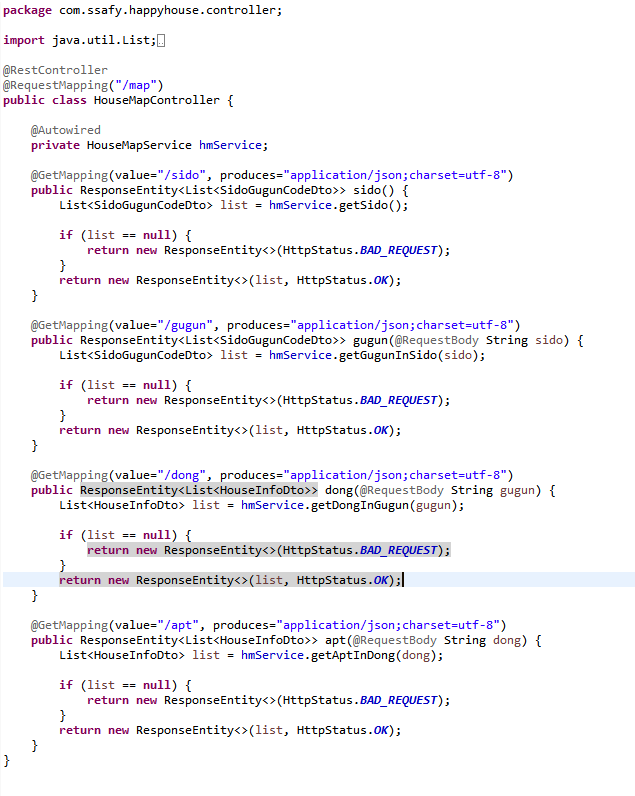 package com.ssafy.happyhouse.controller;

import java.util.List;

@RestController
@RequestMapping("/map")
public class HouseMapController {

    @Autowired
    private HouseMapService hmService;

    @GetMapping(value="/sido", produces="application/json;charset=utf-8")
    public ResponseEntity<List<SidoGugunCodeDto>> sido() {
        List<SidoGugunCodeDto> list = hmService.getSido();

        if (list == null) {
            return new ResponseEntity<>(HttpStatus.BAD_REQUEST);
        }
        return new ResponseEntity<>(list, HttpStatus.OK);
    }

    @GetMapping(value="/gugun", produces="application/json;charset=utf-8")
    public ResponseEntity<List<SidoGugunCodeDto>> gugun(@RequestBody String sido) {
        List<SidoGugunCodeDto> list = hmService.getGugunInSido(sido);

        if (list == null) {
            return new ResponseEntity<>(HttpStatus.BAD_REQUEST);
        }
        return new ResponseEntity<>(list, HttpStatus.OK);
    }

    @GetMapping(value="/dong", produces="application/json;charset=utf-8")
    public ResponseEntity<List<HouseInfoDto>> dong(@RequestBody String gugun) {
        List<HouseInfoDto> list = hmService.getDongInGugun(gugun);

        if (list == null) {
            return new ResponseEntity<>(HttpStatus.BAD_REQUEST);
        }
        return new ResponseEntity<>(list, HttpStatus.OK);
    }

    @GetMapping(value="/apt", produces="application/json;charset=utf-8")
    public ResponseEntity<List<HouseInfoDto>> apt(@RequestBody String dong) {
        List<HouseInfoDto> list = hmService.getAptInDong(dong);

        if (list == null) {
            return new ResponseEntity<>(HttpStatus.BAD_REQUEST);
        }
        return new ResponseEntity<>(list, HttpStatus.OK);
    }
}